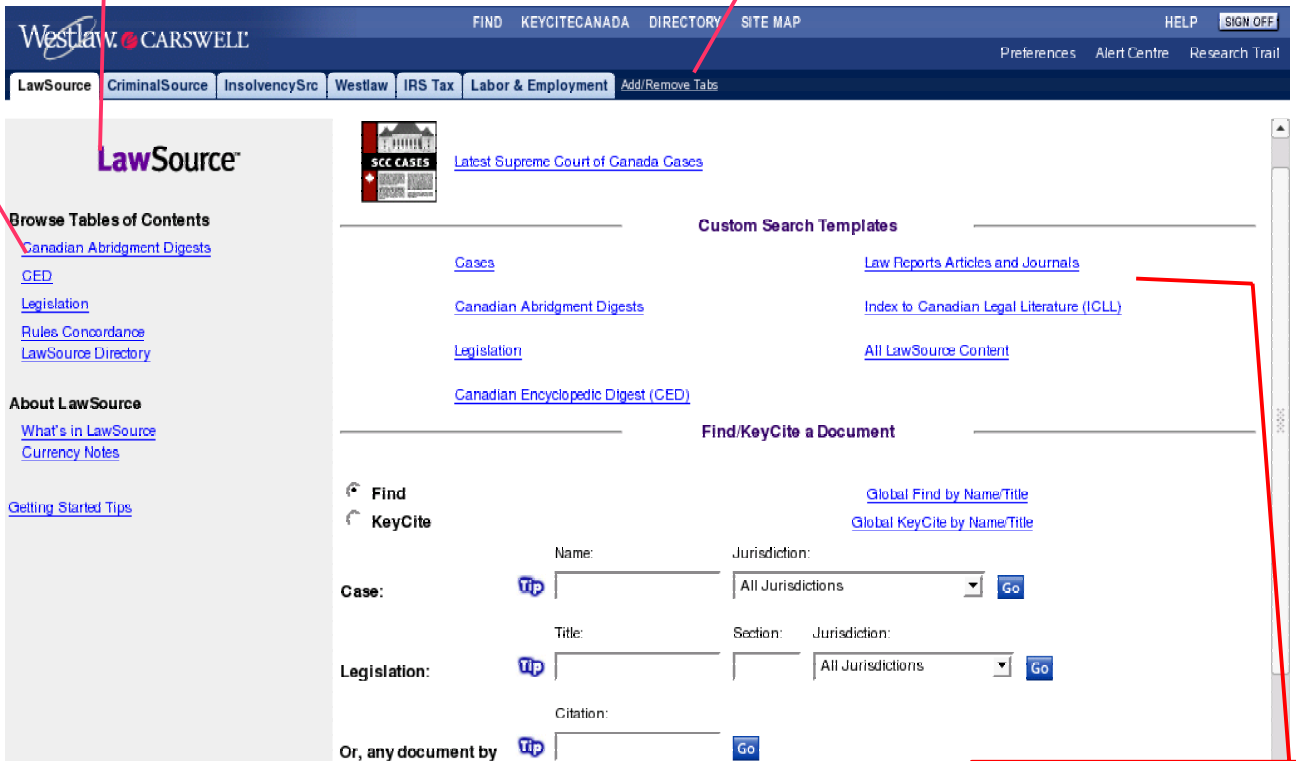 FIND KEYCITECANADA DIRECTORY SITE MAP HELP SIGN OFF
Westlaw. CARSWELL
Preferences Alert Centre Research Trail
LawSource CriminalSource InsolvencySrc Westlaw IRS Tax Labor & Employment Add/Remove Tabs
LawSource
SCC CASES
Latest Supreme Court of Canada Cases
Browse Tables of Contents
Canadian Abridgment Digests
CED
Legislation
Rules Concordance
LawSource Directory
About LawSource
What's in LawSource
Currency Notes
Getting Started Tips
Custom Search Templates
Cases Law Reports Articles and Journals
Canadian Abridgment Digests Index to Canadian Legal Literature (ICLL)
Legislation All LawSource Content
Canadian Encyclopedic Digest (CED)
Find/KeyCite a Document
Find Global Find by Name/Title
KeyCite Global KeyCite by Name/Title
Name: Jurisdiction:
Case: Tip All Jurisdictions Go
Title: Section: Jurisdiction:
Legislation: Tip All Jurisdictions Go
Citation:
Or, any document by Tip Go